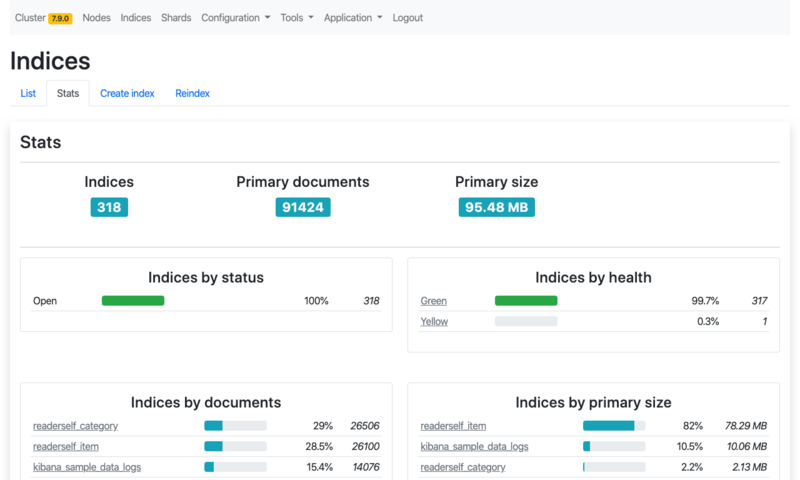 Cluster 7.9.0 Nodes Indices Shards Configuration Tools Application Logout
Indices
List Stats Create index Reindex
Stats
Indices Primary documents Primary size
318 91424 95.48 MB
Indices by status
Open 100% 318
Indices by health
Green 99.7% 317
Yellow 0.3% 1
Indices by documents
readerself_category 29% 26506
readerself_item 28.5% 26100
kibana_sample_data_logs 15.4% 14076
Indices by primary size
readerself_item 82% 78.29 MB
kibana_sample_data_logs 10.5% 10.06 MB
readerself_category 2.2% 2.13 MB